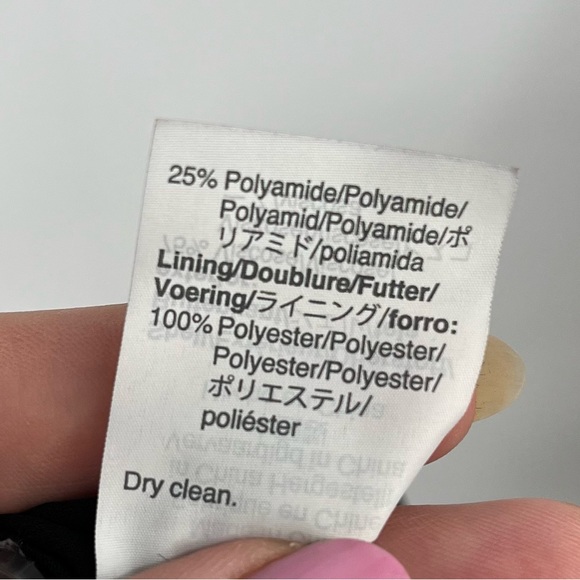 25% Polyamide/Polyamide/
Polyamid/Polyamide/ポ
リアミド/poliamida
Lining/Doublure/Futter/
Voering/ライニング/forro:
100% Polyester/Polyester/
Polyester/Polyester/
ポリエステル/
poliéster
Dry clean.